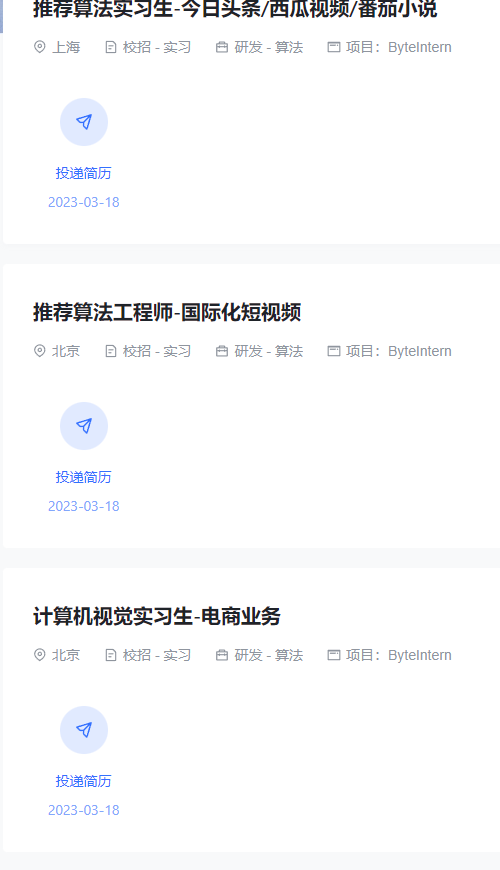 推荐算法实习生-今日头条/西瓜视频/番茄小说
上海 校招 - 实习 研发 - 算法 项目：ByteIntern
投递简历
2023-03-18
推荐算法工程师-国际化短视频
北京 校招 - 实习 研发 - 算法 项目：ByteIntern
投递简历
2023-03-18
计算机视觉实习生-电商业务
北京 校招 - 实习 研发 - 算法 项目：ByteIntern
投递简历
2023-03-18